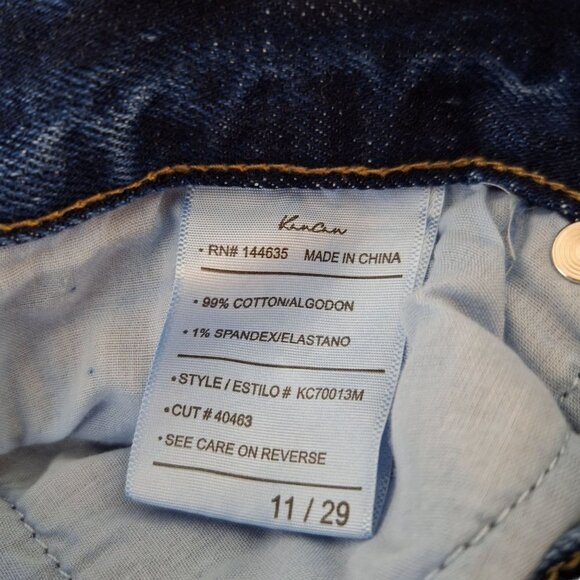 KanCan
• RN# 144635 MADE IN CHINA
• 99% COTTON/ALGODON
• 1% SPANDEX/ELASTANO
• STYLE / ESTILO # KC70013M
• CUT # 40463
• SEE CARE ON REVERSE
11 / 29